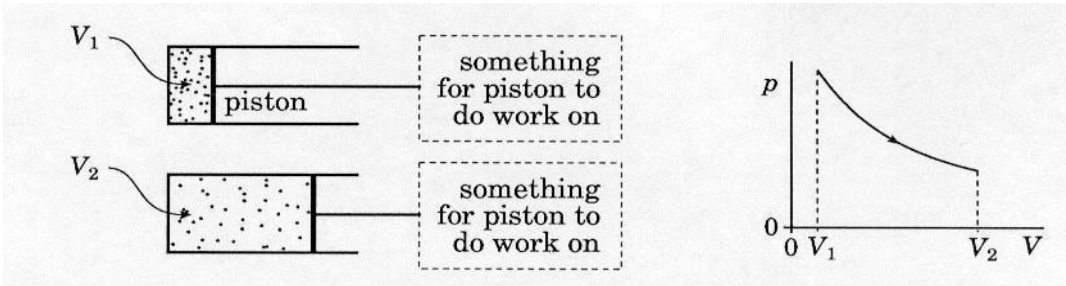 V₁
piston
something
for piston to
do work on
V₂
something
for piston to
do work on
p
0
0 V₁ V₂ V